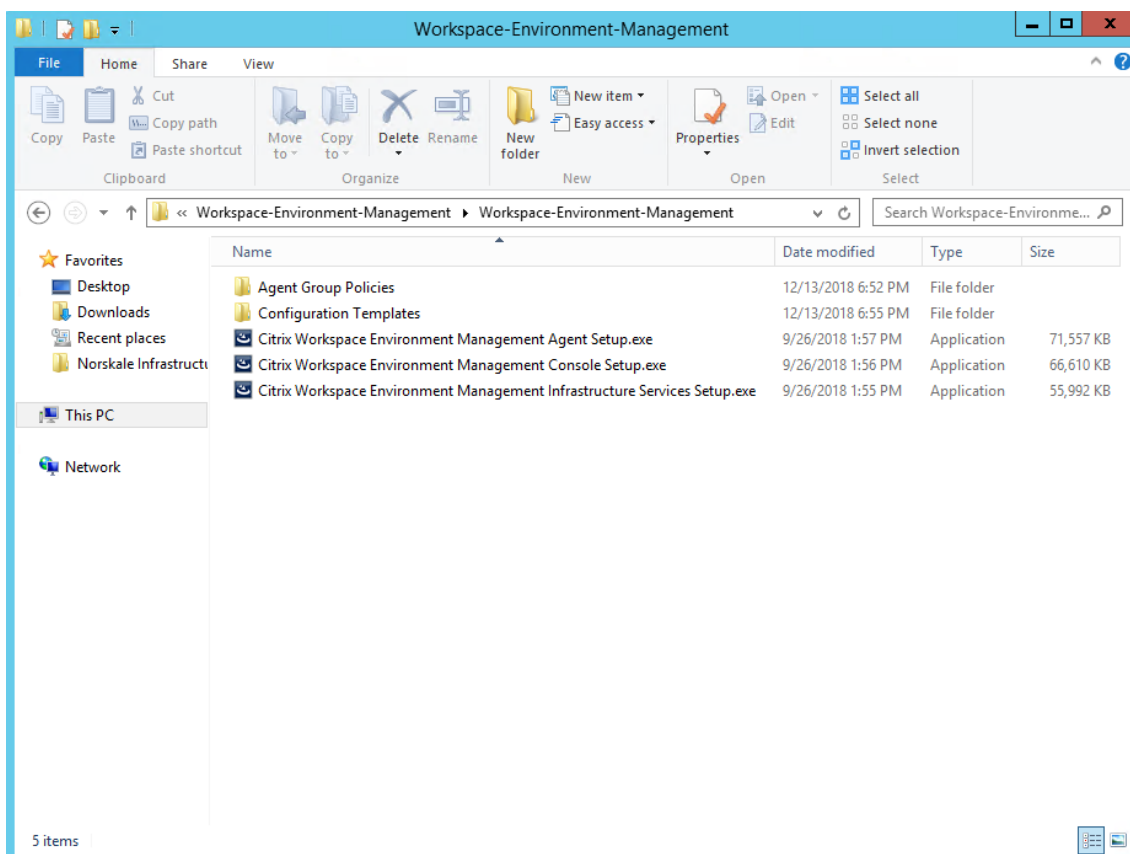 Workspace-Environment-Management
File Home Share View
Copy
Paste
Cut
Copy path
Paste shortcut
Clipboard
Move to
Copy to
Delete
Rename
Organize
New folder
New item
Easy access
New
Properties
Open
Edit
Open
Select all
Select none
Invert selection
Select
« Workspace-Environment-Management Workspace-Environment-Management
Search Workspace-Environme...
Favorites
Desktop
Downloads
Recent places
Norskale Infrastructu
This PC
Network
Name Date modified Type Size
Agent Group Policies 12/13/2018 6:52 PM File folder
Configuration Templates 12/13/2018 6:55 PM File folder
Citrix Workspace Environment Management Agent Setup.exe 9/26/2018 1:57 PM Application 71,557 KB
Citrix Workspace Environment Management Console Setup.exe 9/26/2018 1:56 PM Application 66,610 KB
Citrix Workspace Environment Management Infrastructure Services Setup.exe 9/26/2018 1:55 PM Application 55,992 KB
5 items